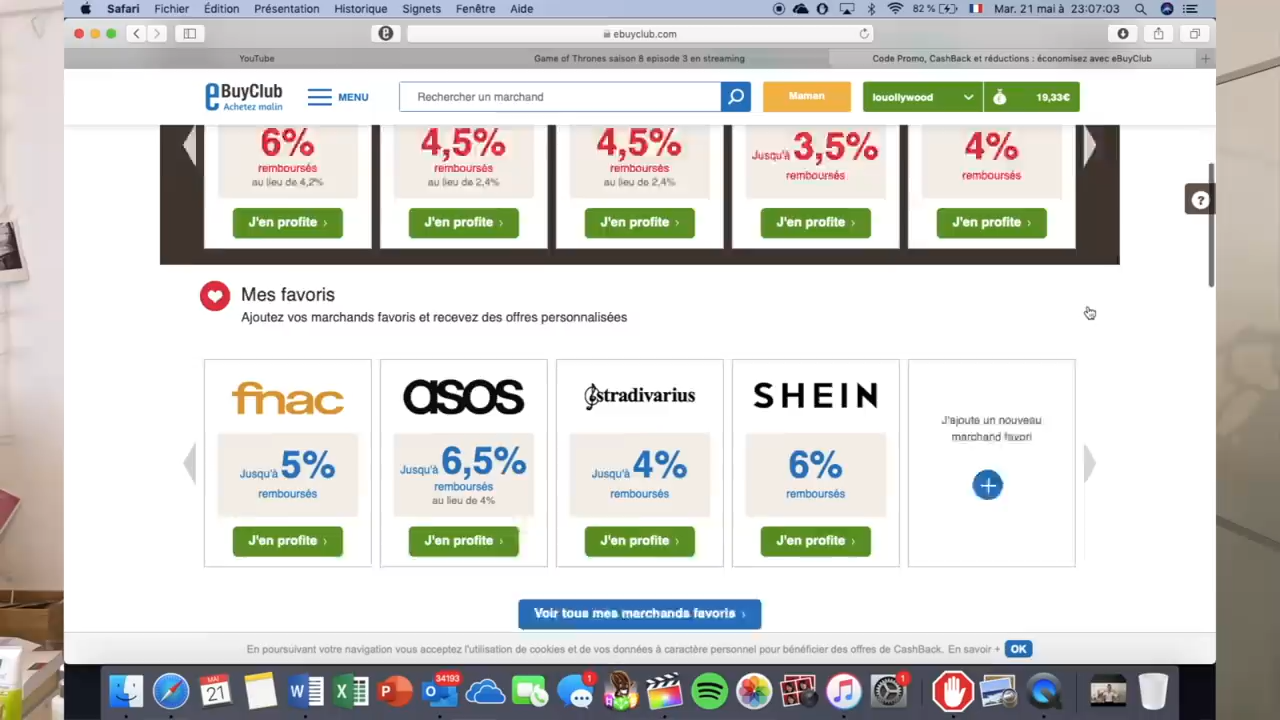 Safari Fichier Édition Présentation Historique Signets Fenêtre Aide 82 % Mar. 21 mai à 23:07:03
ebuyclub.com
YouTube Game of Thrones saison 8 episode 3 en streaming Code Promo, CashBack et réductions : économisez avec eBuyClub
eBuyClub
Achetez malin
MENU
Rechercher un marchand
Maman
louollywood
19,33€
6% 4,5% 4,5% Jusqu'à 3,5% 4%
remboursés remboursés remboursés remboursés remboursés
au lieu de 4,2% au lieu de 2,4% au lieu de 2,4%
J'en profite › J'en profite › J'en profite › J'en profite › J'en profite ›
?
Mes favoris
Ajoutez vos marchands favoris et recevez des offres personnalisées
fnac asos stradivarius SHEIN
J'ajoute un nouveau
marchand favori
Jusqu'à 5% Jusqu'à 6,5% Jusqu'à 4% 6%
remboursés remboursés remboursés remboursés
au lieu de 4%
J'en profite › J'en profite › J'en profite › J'en profite ›
Voir tous mes marchands favoris ›
En poursuivant votre navigation vous acceptez l'utilisation de cookies et de vos données à caractère personnel pour bénéficier des offres de CashBack. En savoir + OK
MAI
21
34193
1
1